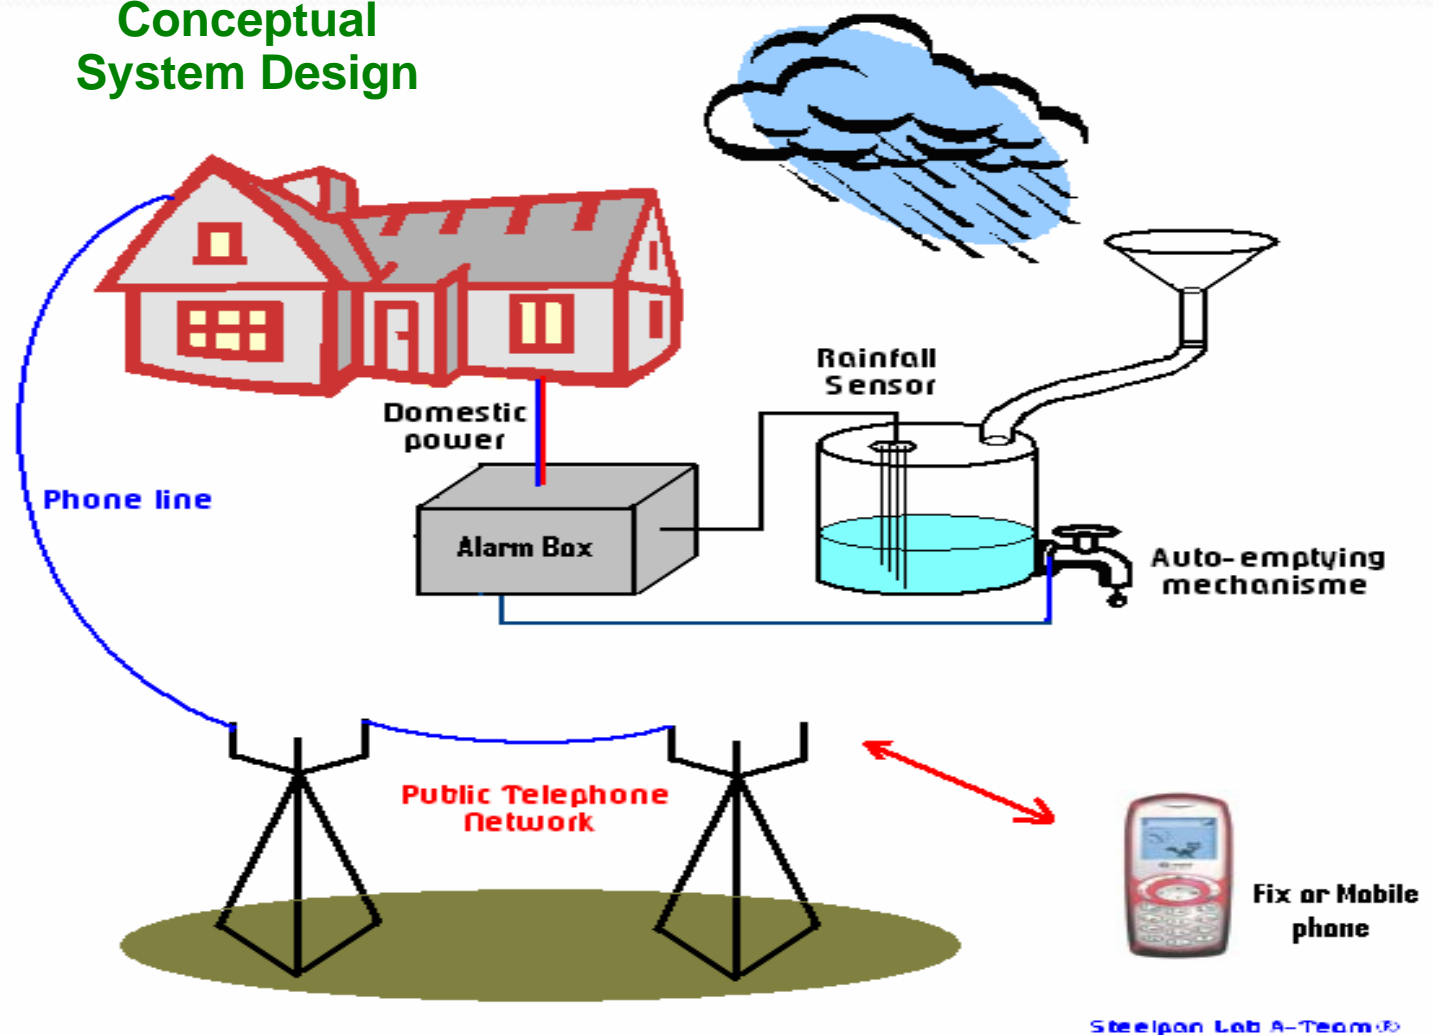 Conceptual
System Design
Rainfall
Sensor
Domestic
power
Phone line
Alarm Box
Auto-emptying
mechanisme
Public Telephone
Network
Fix or Mobile
phone
Steelpan Lab A-Team®